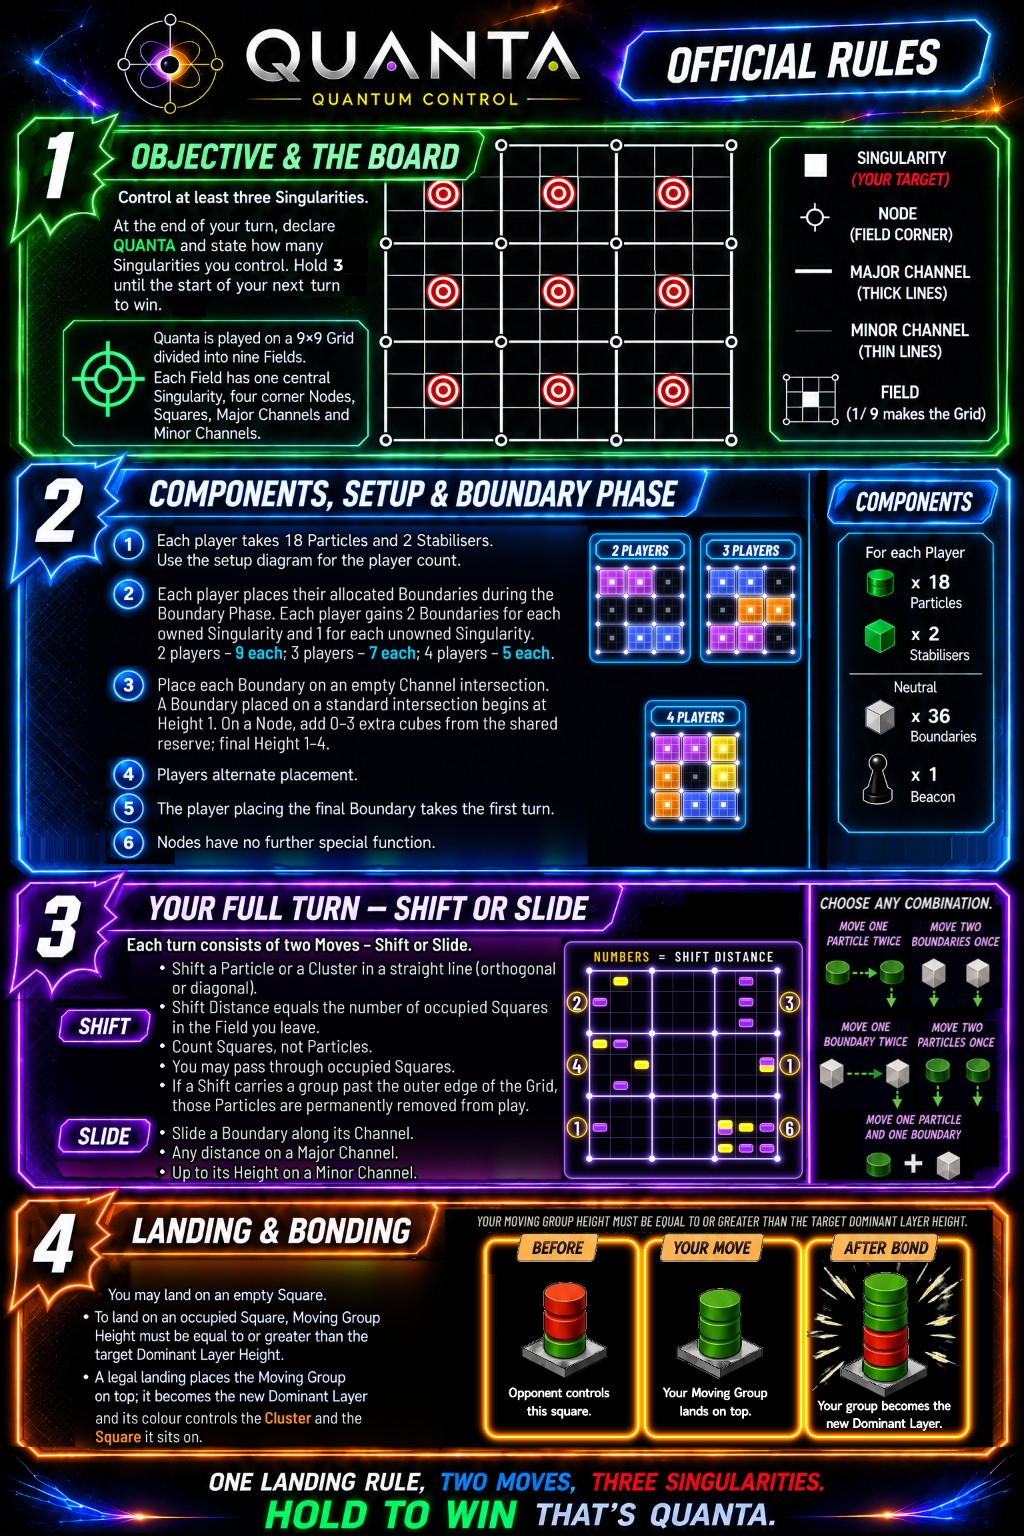 QUANTA
QUANTUM CONTROL
OFFICIAL RULES
1
OBJECTIVE & THE BOARD
Control at least three Singularities.
At the end of your turn, declare
QUANTA and state how many
Singularities you control. Hold 3
until the start of your next turn
to win.
Quanta is played on a 9×9 Grid
divided into nine Fields.
Each Field has one central
Singularity, four corner Nodes,
Squares, Major Channels and
Minor Channels.
SINGULARITY
(YOUR TARGET)
NODE
(FIELD CORNER)
MAJOR CHANNEL
(THICK LINES)
MINOR CHANNEL
(THIN LINES)
FIELD
(1/ 9 makes the Grid)
2
COMPONENTS, SETUP & BOUNDARY PHASE
1
Each player takes 18 Particles and 2 Stabilisers.
Use the setup diagram for the player count.
2
Each player places their allocated Boundaries during the
Boundary Phase. Each player gains 2 Boundaries for each
owned Singularity and 1 for each unowned Singularity.
2 players – 9 each; 3 players – 7 each; 4 players – 5 each.
3
Place each Boundary on an empty Channel intersection.
A Boundary placed on a standard intersection begins at
Height 1. On a Node, add 0–3 extra cubes from the shared
reserve; final Height 1–4.
4
Players alternate placement.
5
The player placing the final Boundary takes the first turn.
6
Nodes have no further special function.
2 PLAYERS
3 PLAYERS
4 PLAYERS
COMPONENTS
For each Player
x 18
Particles
x 2
Stabilisers
Neutral
x 36
Boundaries
x 1
Beacon
3
YOUR FULL TURN – SHIFT OR SLIDE
Each turn consists of two Moves – Shift or Slide.
SHIFT
• Shift a Particle or a Cluster in a straight line (orthogonal
or diagonal).
• Shift Distance equals the number of occupied Squares
in the Field you leave.
• Count Squares, not Particles.
• You may pass through occupied Squares.
• If a Shift carries a group past the outer edge of the Grid,
those Particles are permanently removed from play.
SLIDE
• Slide a Boundary along its Channel.
• Any distance on a Major Channel.
• Up to its Height on a Minor Channel.
NUMBERS = SHIFT DISTANCE
2
3
4
1
1
6
CHOOSE ANY COMBINATION.
MOVE ONE
PARTICLE TWICE
MOVE TWO
BOUNDARIES ONCE
MOVE ONE
BOUNDARY TWICE
MOVE TWO
PARTICLES ONCE
MOVE ONE PARTICLE
AND ONE BOUNDARY
+
4
LANDING & BONDING
You may land on an empty Square.
• To land on an occupied Square, Moving Group
Height must be equal to or greater than the
target Dominant Layer Height.
• A legal landing places the Moving Group
on top; it becomes the new Dominant Layer
and its colour controls the Cluster and the
Square it sits on.
YOUR MOVING GROUP HEIGHT MUST BE EQUAL TO OR GREATER THAN THE TARGET DOMINANT LAYER HEIGHT.
BEFORE
Opponent controls
this square.
YOUR MOVE
Your Moving Group
lands on top.
AFTER BOND
Your group becomes the
new Dominant Layer.
ONE LANDING RULE, TWO MOVES, THREE SINGULARITIES.
HOLD TO WIN THAT'S QUANTA.